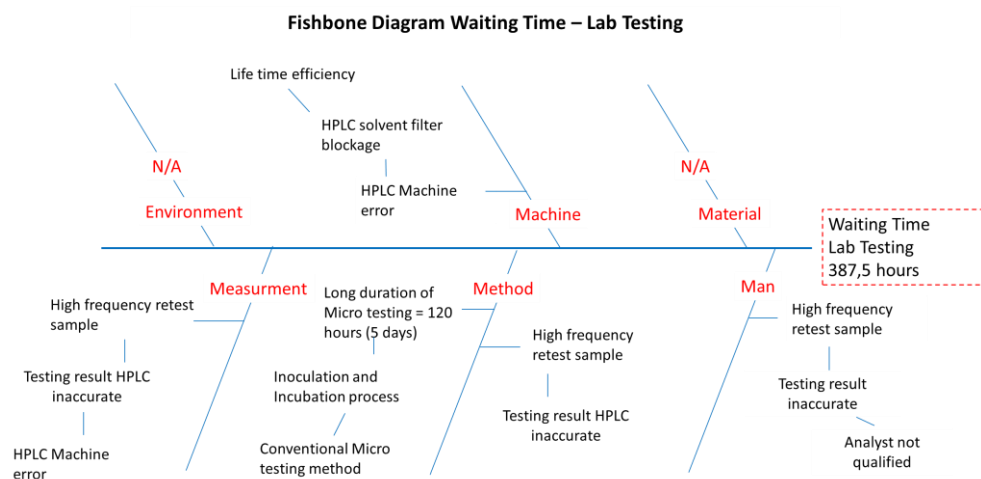 Fishbone Diagram Waiting Time – Lab Testing
Life time efficiency
HPLC solvent filter
blockage
HPLC Machine
error
N/A
Environment
Machine
N/A
Material
Waiting Time
Lab Testing
387,5 hours
Measurment
High frequency retest
sample
Testing result HPLC
inaccurate
HPLC Machine
error
Method
Long duration of
Micro testing = 120
hours (5 days)
Inoculation and
Incubation process
Conventional Micro
testing method
High frequency
retest sample
Testing result HPLC
inaccurate
Man
High frequency
retest sample
Testing result
inaccurate
Analyst not
qualified